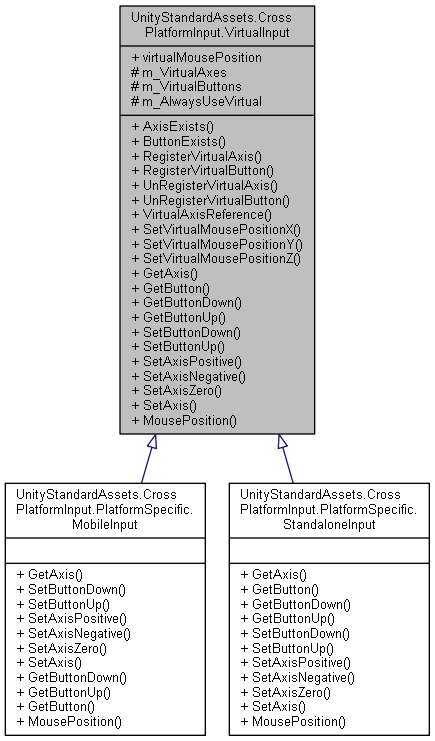 UnityStandardAssets.Cross
PlatformInput.VirtualInput
+ virtualMousePosition
# m_VirtualAxes
# m_VirtualButtons
# m_AlwaysUseVirtual
+ AxisExists()
+ ButtonExists()
+ RegisterVirtualAxis()
+ RegisterVirtualButton()
+ UnRegisterVirtualAxis()
+ UnRegisterVirtualButton()
+ VirtualAxisReference()
+ SetVirtualMousePositionX()
+ SetVirtualMousePositionY()
+ SetVirtualMousePositionZ()
+ GetAxis()
+ GetButton()
+ GetButtonDown()
+ GetButtonUp()
+ SetButtonDown()
+ SetButtonUp()
+ SetAxisPositive()
+ SetAxisNegative()
+ SetAxisZero()
+ SetAxis()
+ MousePosition()
UnityStandardAssets.Cross
PlatformInput.PlatformSpecific.
MobileInput
+ GetAxis()
+ SetButtonDown()
+ SetButtonUp()
+ SetAxisPositive()
+ SetAxisNegative()
+ SetAxisZero()
+ SetAxis()
+ GetButtonDown()
+ GetButtonUp()
+ GetButton()
+ MousePosition()
UnityStandardAssets.Cross
PlatformInput.PlatformSpecific.
StandaloneInput
+ GetAxis()
+ GetButton()
+ GetButtonDown()
+ GetButtonUp()
+ SetButtonDown()
+ SetButtonUp()
+ SetAxisPositive()
+ SetAxisNegative()
+ SetAxisZero()
+ SetAxis()
+ MousePosition()